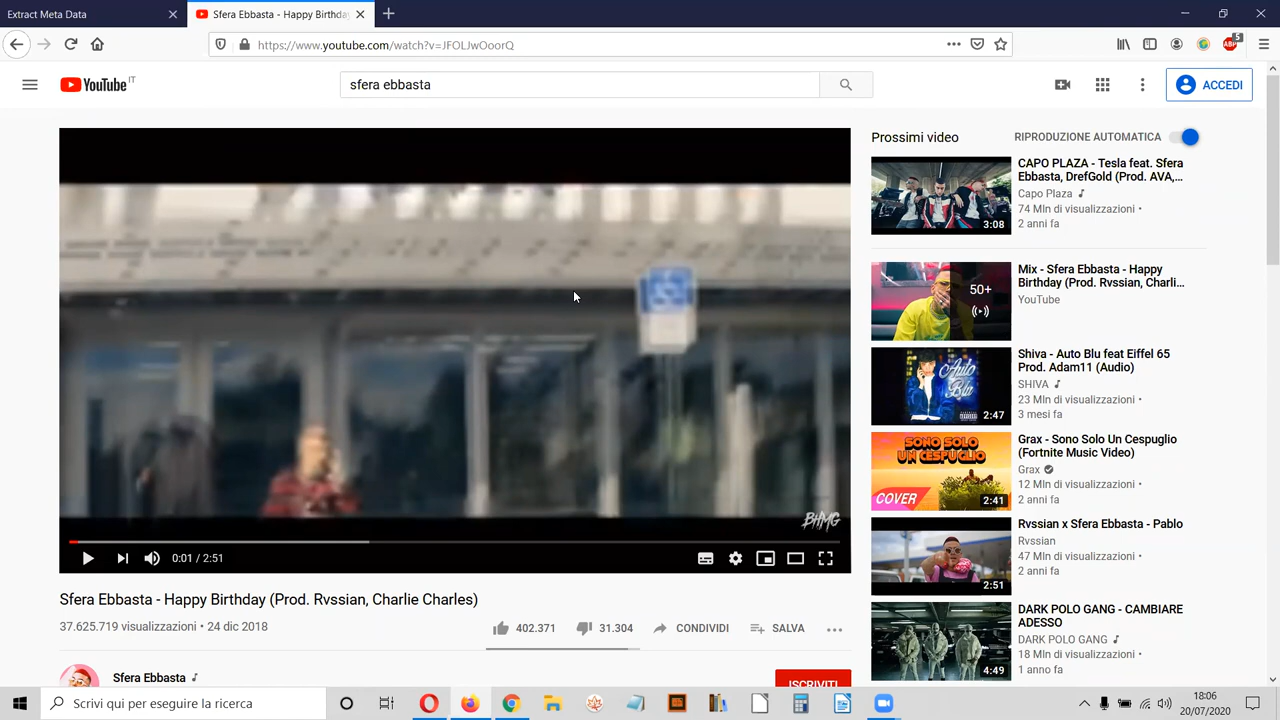 Extract Meta Data
Sfera Ebbasta - Happy Birthday
https://www.youtube.com/watch?v=JFOLJwOoorQ
ABP
5
YouTube IT
sfera ebbasta
ACCEDI
BHMG
0:01 / 2:51
Sfera Ebbasta - Happy Birthday (Prod. Rvssian, Charlie Charles)
37.625.719 visualizzazioni • 24 dic 2018
402.371
31.304
CONDIVIDI
SALVA
Sfera Ebbasta
ISCRIVITI
Prossimi video
RIPRODUZIONE AUTOMATICA
3:08
CAPO PLAZA - Tesla feat. Sfera
Ebbasta, DrefGold (Prod. AVA,...
Capo Plaza
74 Mln di visualizzazioni •
2 anni fa
50+
Mix - Sfera Ebbasta - Happy
Birthday (Prod. Rvssian, Charli...
YouTube
Auto
Blu
2:47
Shiva - Auto Blu feat Eiffel 65
Prod. Adam11 (Audio)
SHIVA
23 Mln di visualizzazioni •
3 mesi fa
SONO SOLO
UN CESPUGLIO
COVER
2:41
Grax - Sono Solo Un Cespuglio
(Fortnite Music Video)
Grax
12 Mln di visualizzazioni •
2 anni fa
2:51
Rvssian x Sfera Ebbasta - Pablo
Rvssian
47 Mln di visualizzazioni •
2 anni fa
4:49
DARK POLO GANG - CAMBIARE
ADESSO
DARK POLO GANG
18 Mln di visualizzazioni •
1 anno fa
Scrivi qui per eseguire la ricerca
18:06
20/07/2020